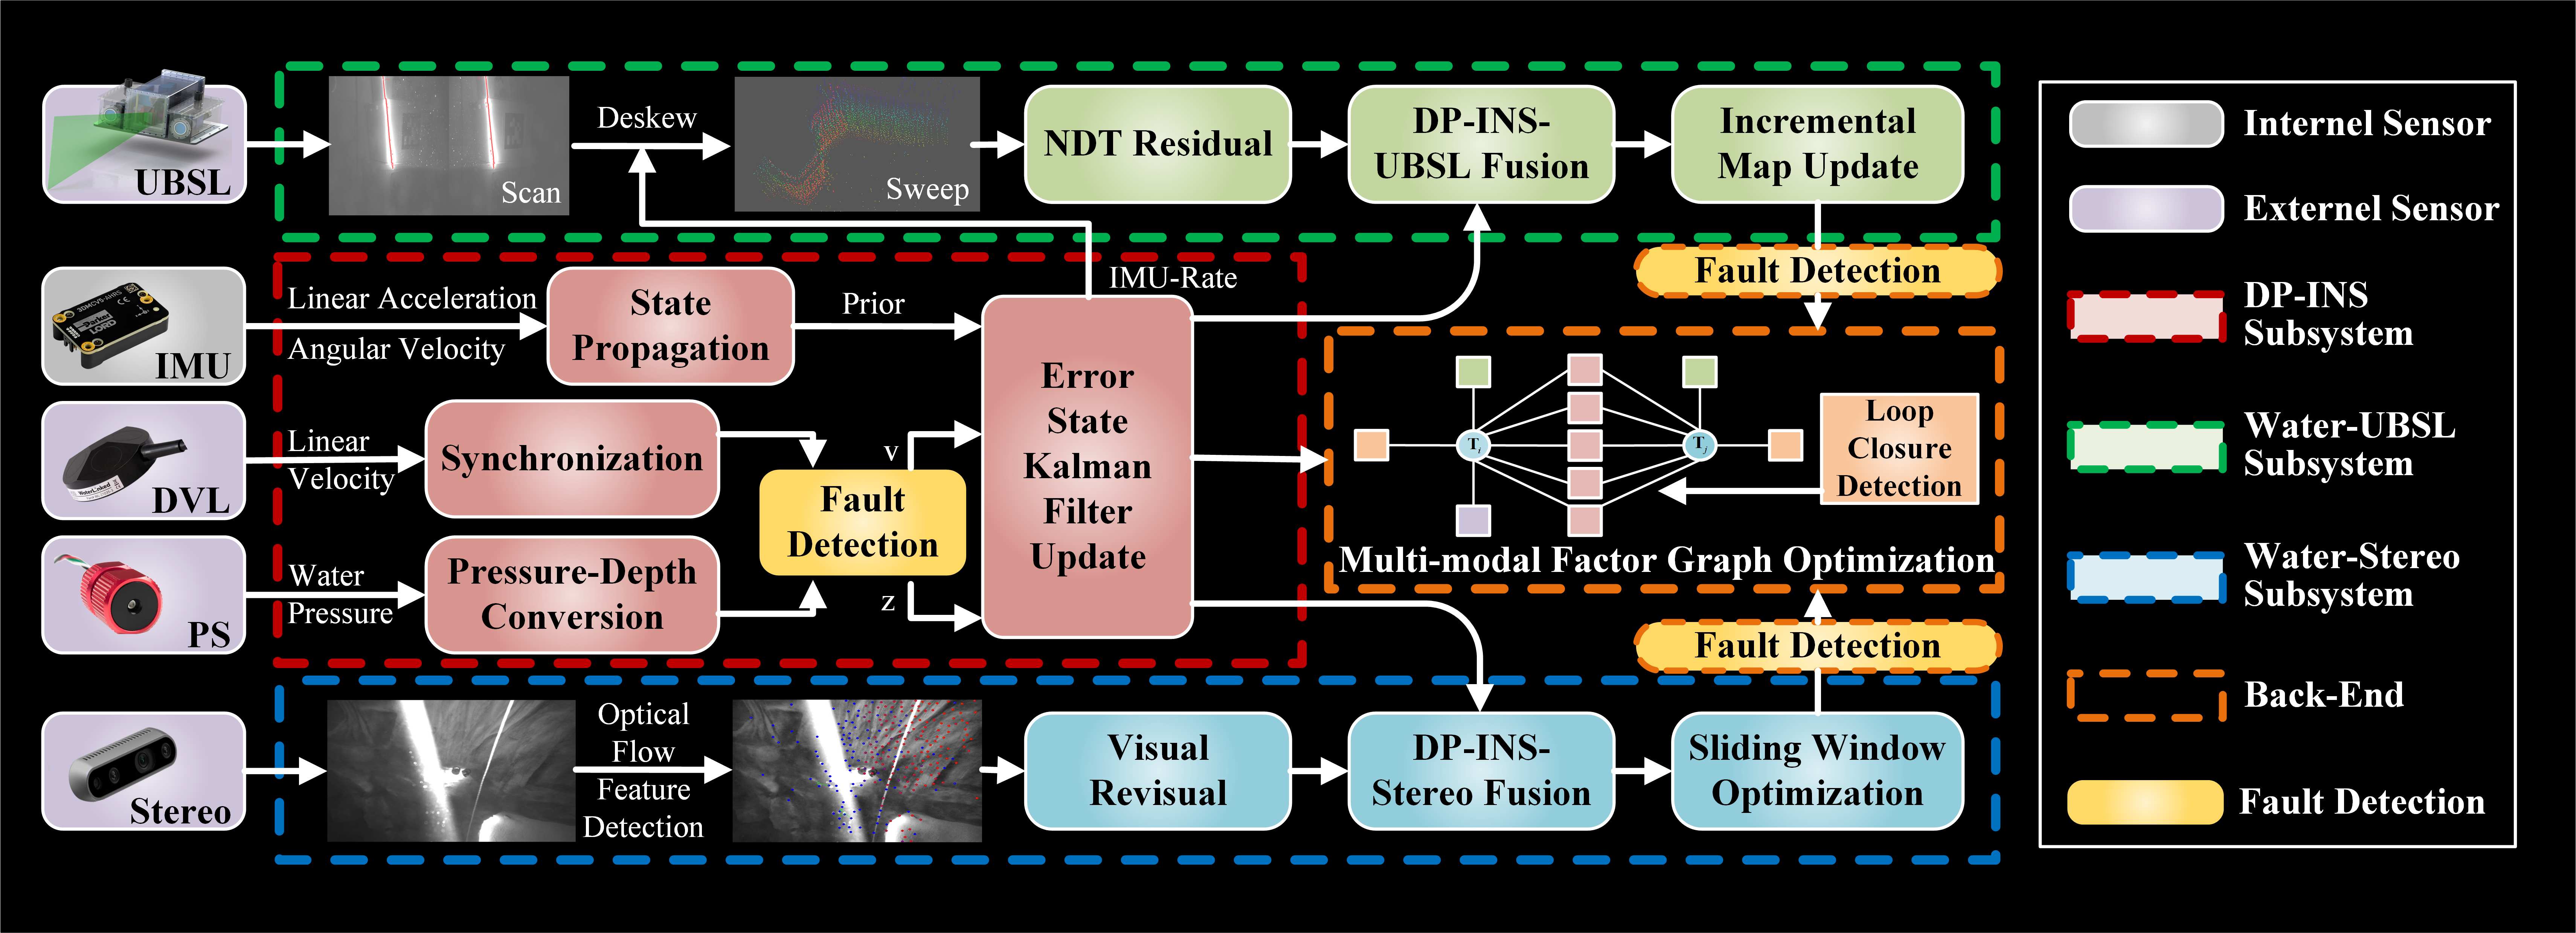 UBSL
Scan
Deskew
Sweep
NDT Residual
DP-INS-
UBSL Fusion
Incremental
Map Update
Fault Detection
IMU
Linear Acceleration
Angular Velocity
State
Propagation
Prior
IMU-Rate
DVL
Linear
Velocity
Synchronization
PS
Water
Pressure
Pressure-Depth
Conversion
Fault
Detection
v
z
Error
State
Kalman
Filter
Update
Ti
Tj
Loop
Closure
Detection
Multi-modal Factor Graph Optimization
Fault Detection
Stereo
Optical
Flow
Feature
Detection
Visual
Revisual
DP-INS-
Stereo Fusion
Sliding Window
Optimization
Internel Sensor
Externel Sensor
DP-INS
Subsystem
Water-UBSL
Subsystem
Water-Stereo
Subsystem
Back-End
Fault Detection